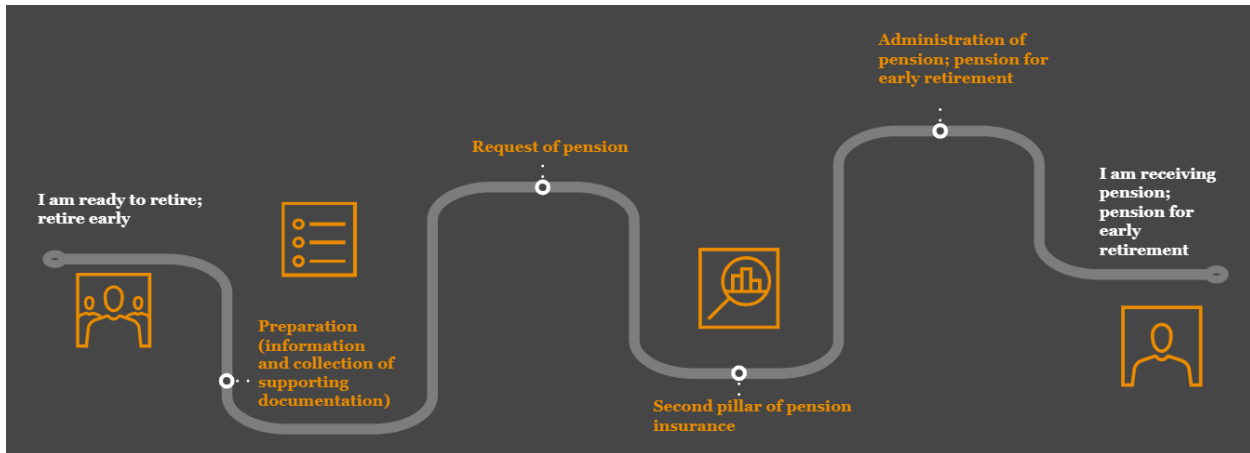 I am ready to retire;
retire early
Preparation
(information
and collection of
supporting
documentation)
Request of pension
Second pillar of pension
insurance
Administration of
pension; pension for
early retirement
I am receiving
pension;
pension for
early
retirement